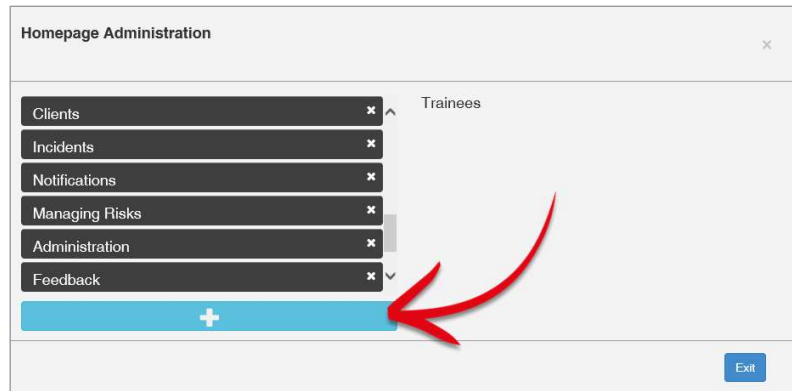 Homepage Administration
Clients
Trainees
Incidents
Notifications
Managing Risks
Administration
Feedback
Exit